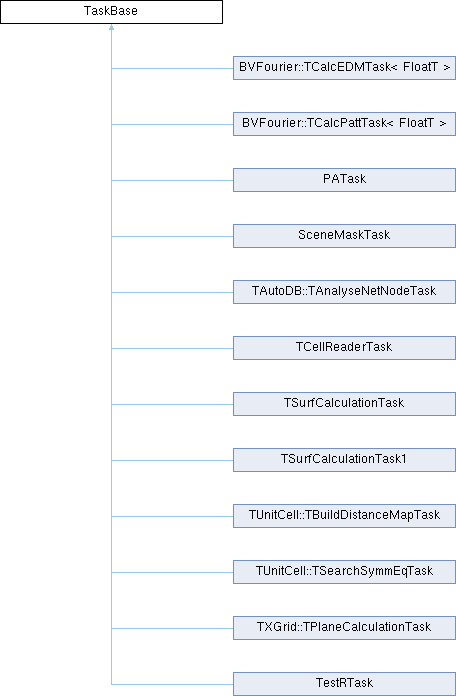 TaskBase
BVFourier::TCalcEDMTask< FloatT >
BVFourier::TCalcPattTask< FloatT >
PATask
SceneMaskTask
TAutoDB::TAnalyseNetNodeTask
TCellReaderTask
TSurfCalculationTask
TSurfCalculationTask1
TUnitCell::TBuildDistanceMapTask
TUnitCell::TSearchSymmEqTask
TXGrid::TPlaneCalculationTask
TestRTask